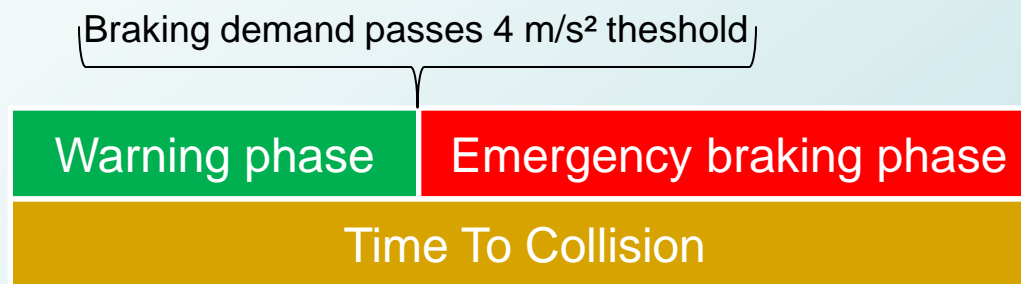 Braking demand passes 4 m/s² theshold
Warning phase
Emergency braking phase
Time To Collision